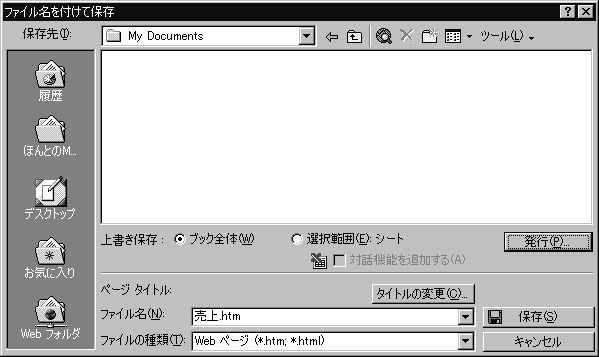 ファイル名を付けて保存
保存先(I):
My Documents
ツール(L)
履歴
ほんとのM...
デスクトップ
お気に入り
Web フォルダ
上書き保存:
ブック全体(W)
選択範囲(E): シート
発行(P)...
対話機能を追加する(A)
ページ タイトル:
タイトルの変更(C)...
ファイル名(N):
売上.htm
保存(S)
ファイルの種類(T):
Web ページ (*.htm; *.html)
キャンセル